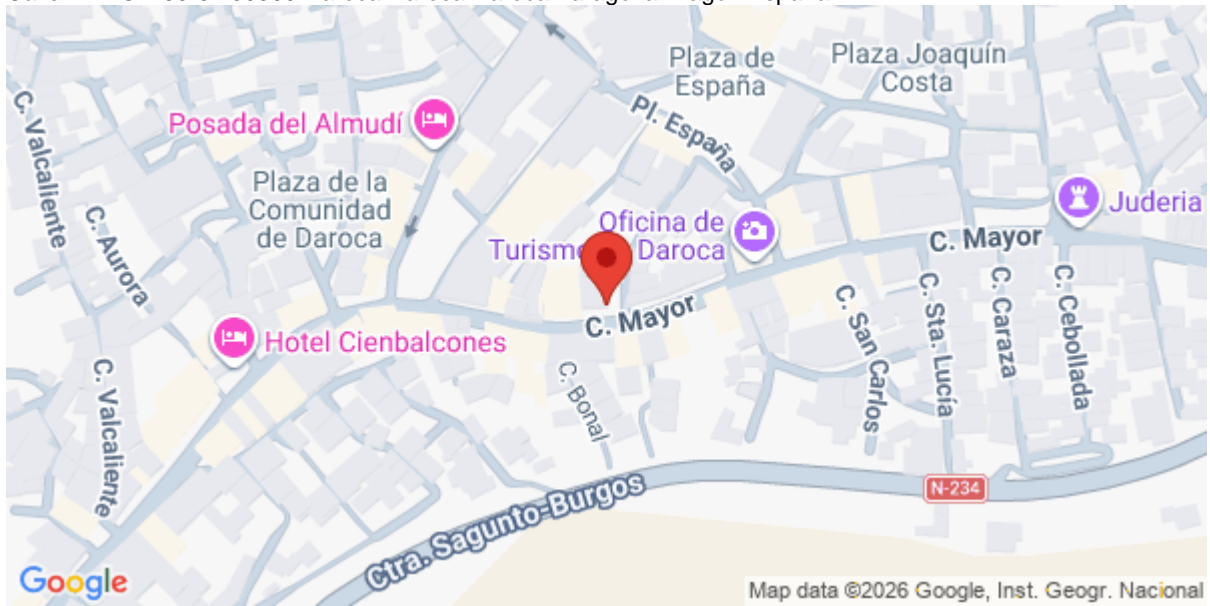 Plaza de
España
Plaza Joaquín
Costa
Pl. España
Posada del Almudí
C. Valcaliente
C. Aurora
Plaza de la
Comunidad
de Daroca
Oficina de
Turismo Daroca
Juderia
C. Mayor
C. Mayor
Hotel Cienbalcones
C. Bonal
C. San Carlos
C. Sta. Lucía
C. Caraza
C. Cebollada
C. Valcaliente
N-234
Ctra. Sagunto-Burgos
Google
Map data ©2026 Google, Inst. Geogr. Nacional